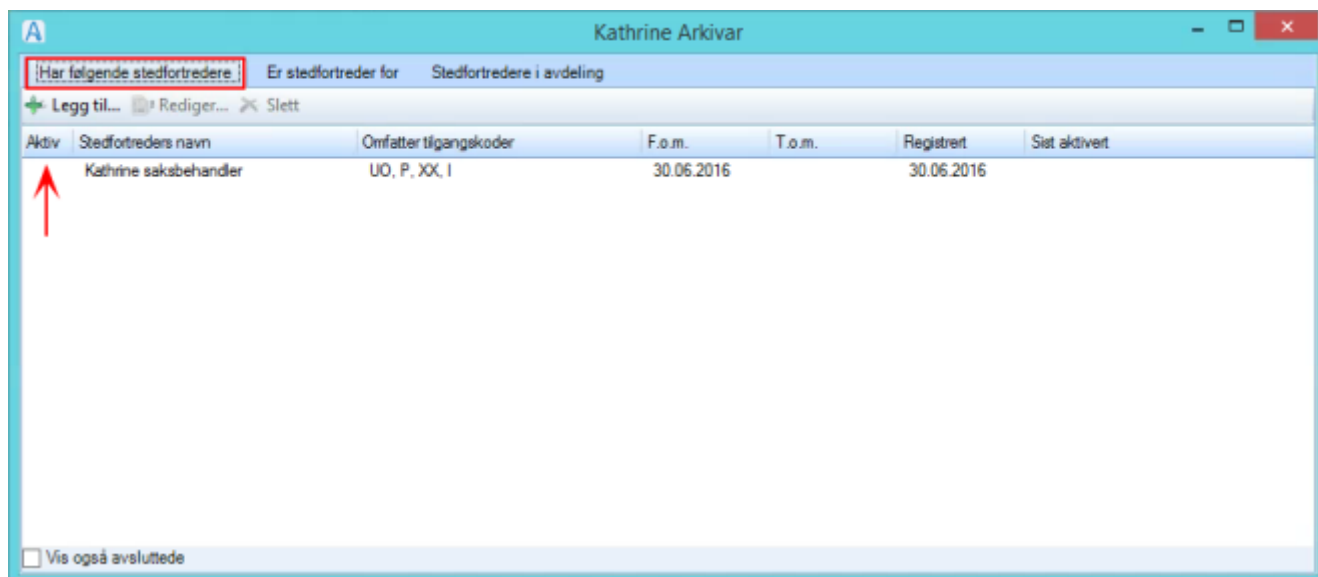 A Kathrine Arkivar
Har følgende stedfortredere Er stedfortreder for Stedfortredere i avdeling
Legg til... Rediger... Slett
Aktiv Stedfortreders navn Omfatter tilgangskoder F.o.m. T.o.m. Registrert Sist aktivert
Kathrine saksbehandler UO, P, XX, I 30.06.2016 30.06.2016
Vis også avsluttede